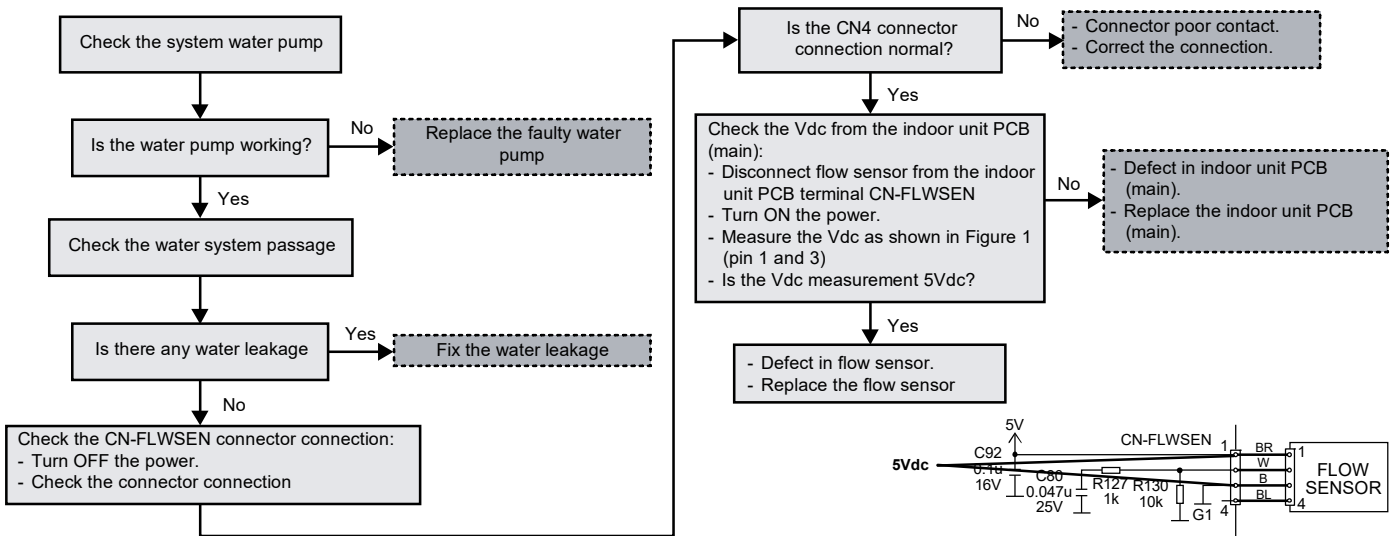 Check the system water pump
Is the water pump working?
No
Replace the faulty water
pump
Yes
Check the water system passage
Is there any water leakage
Yes
Fix the water leakage
No
Check the CN-FLWSEN connector connection:
- Turn OFF the power.
- Check the connector connection
Is the CN4 connector
connection normal?
No
- Connector poor contact.
- Correct the connection.
Yes
Check the Vdc from the indoor unit PCB
(main):
- Disconnect flow sensor from the indoor
unit PCB terminal CN-FLWSEN
- Turn ON the power.
- Measure the Vdc as shown in Figure 1
(pin 1 and 3)
- Is the Vdc measurement 5Vdc?
No
- Defect in indoor unit PCB
(main).
- Replace the indoor unit PCB
(main).
Yes
- Defect in flow sensor.
- Replace the flow sensor
5V
CN-FLWSEN
1
BR
1
C92
0.1u
16V
5Vdc
C80
0.047u
25V
R127
1k
R130
10k
G1
W
B
BL
4
4
FLOW
SENSOR